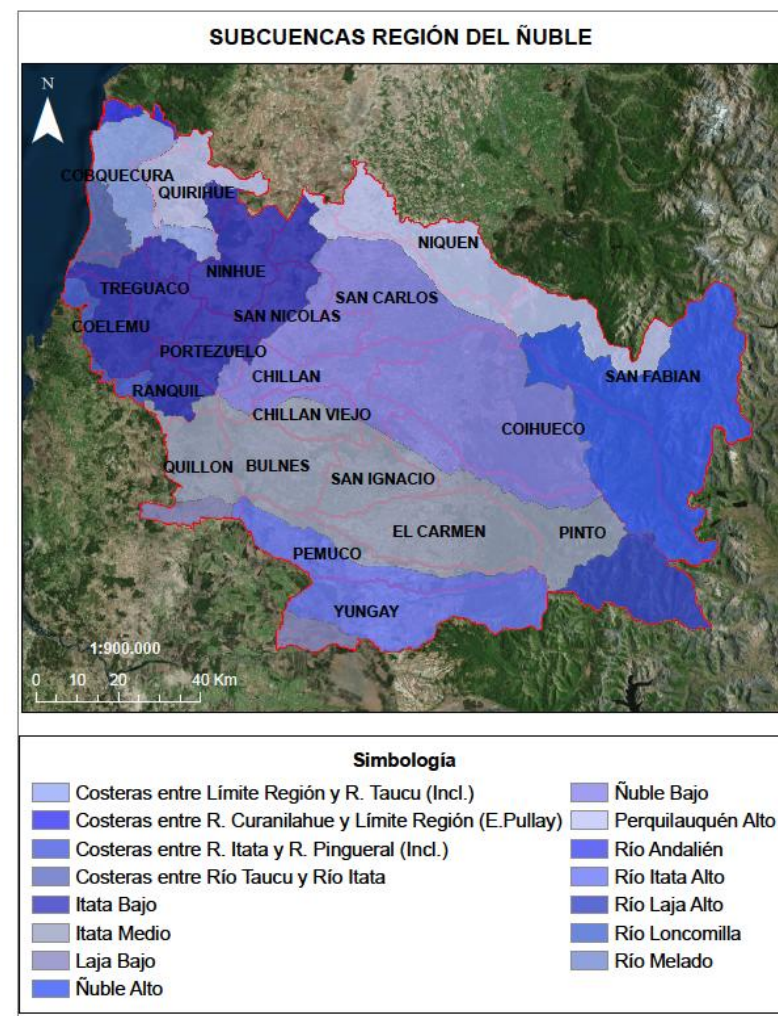 SUBCUENCAS REGIÓN DEL ÑUBLE
N
COBQUECURA
QUIRIHUE
NIQUEN
NINHUE
TREGUACO
SAN CARLOS
COELEMU
SAN NICOLAS
PORTEZUELO
RANQUIL
CHILLAN
SAN FABIAN
CHILLAN VIEJO
COIHUECO
QUILLON
BULNES
SAN IGNACIO
EL CARMEN
PINTO
PEMUCO
YUNGAY
1:900.000
0 10 20 40 Km
Simbología
Costeras entre Límite Región y R. Taucu (Incl.)
Costeras entre R. Curanilahue y Límite Región (E.Pullay)
Costeras entre R. Itata y R. Pingueral (Incl.)
Costeras entre Río Taucu y Río Itata
Itata Bajo
Itata Medio
Laja Bajo
Ñuble Alto
Ñuble Bajo
Perquilauquén Alto
Río Andalién
Río Itata Alto
Río Laja Alto
Río Loncomilla
Río Melado